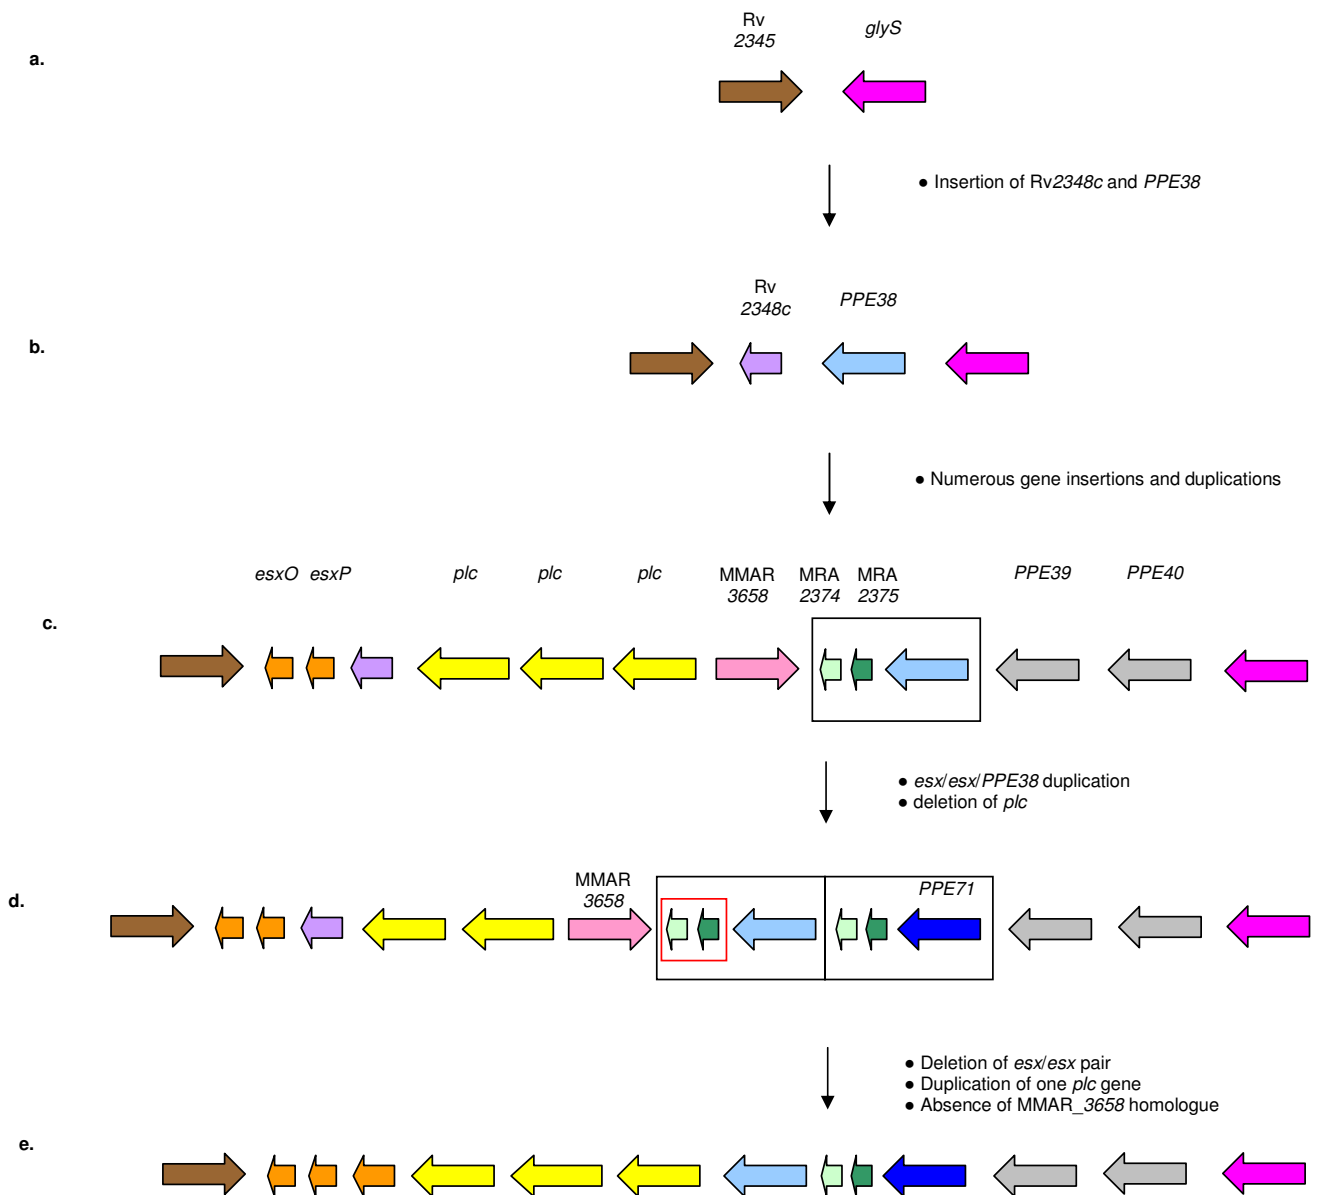 a.
Rv
2345
glyS
● Insertion of Rv2348c and PPE38
b.
Rv
2348c
PPE38
● Numerous gene insertions and duplications
c.
esxO esxP plc plc plc MMAR MRA MRA PPE39 PPE40
3658 2374 2375
● esx/esx/PPE38 duplication
● deletion of plc
d.
MMAR
3658
PPE71
● Deletion of esx/esx pair
● Duplication of one plc gene
● Absence of MMAR_3658 homologue
e.